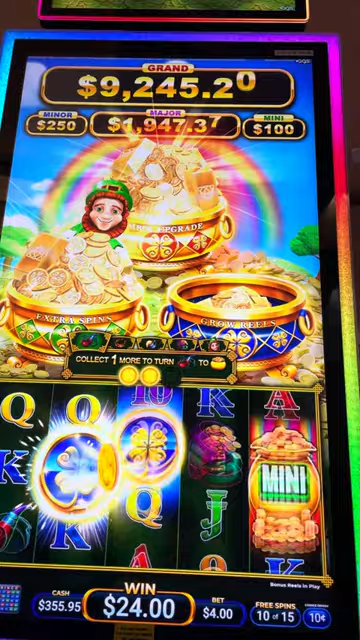 GRAND
$9,245.20
MINOR
$250
MAJOR
$1,947.37
MINI
$100
UPGRADE
EXTRA SPINS
GROW REELS
COLLECT 1 MORE TO TURN TO
Q Q 10 K A
K Q MINI
K J
A Q
Bonus Reels in Play
CASH
$355.95
WIN
$24.00
BET
$4.00
FREE SPINS
10 of 15
10¢